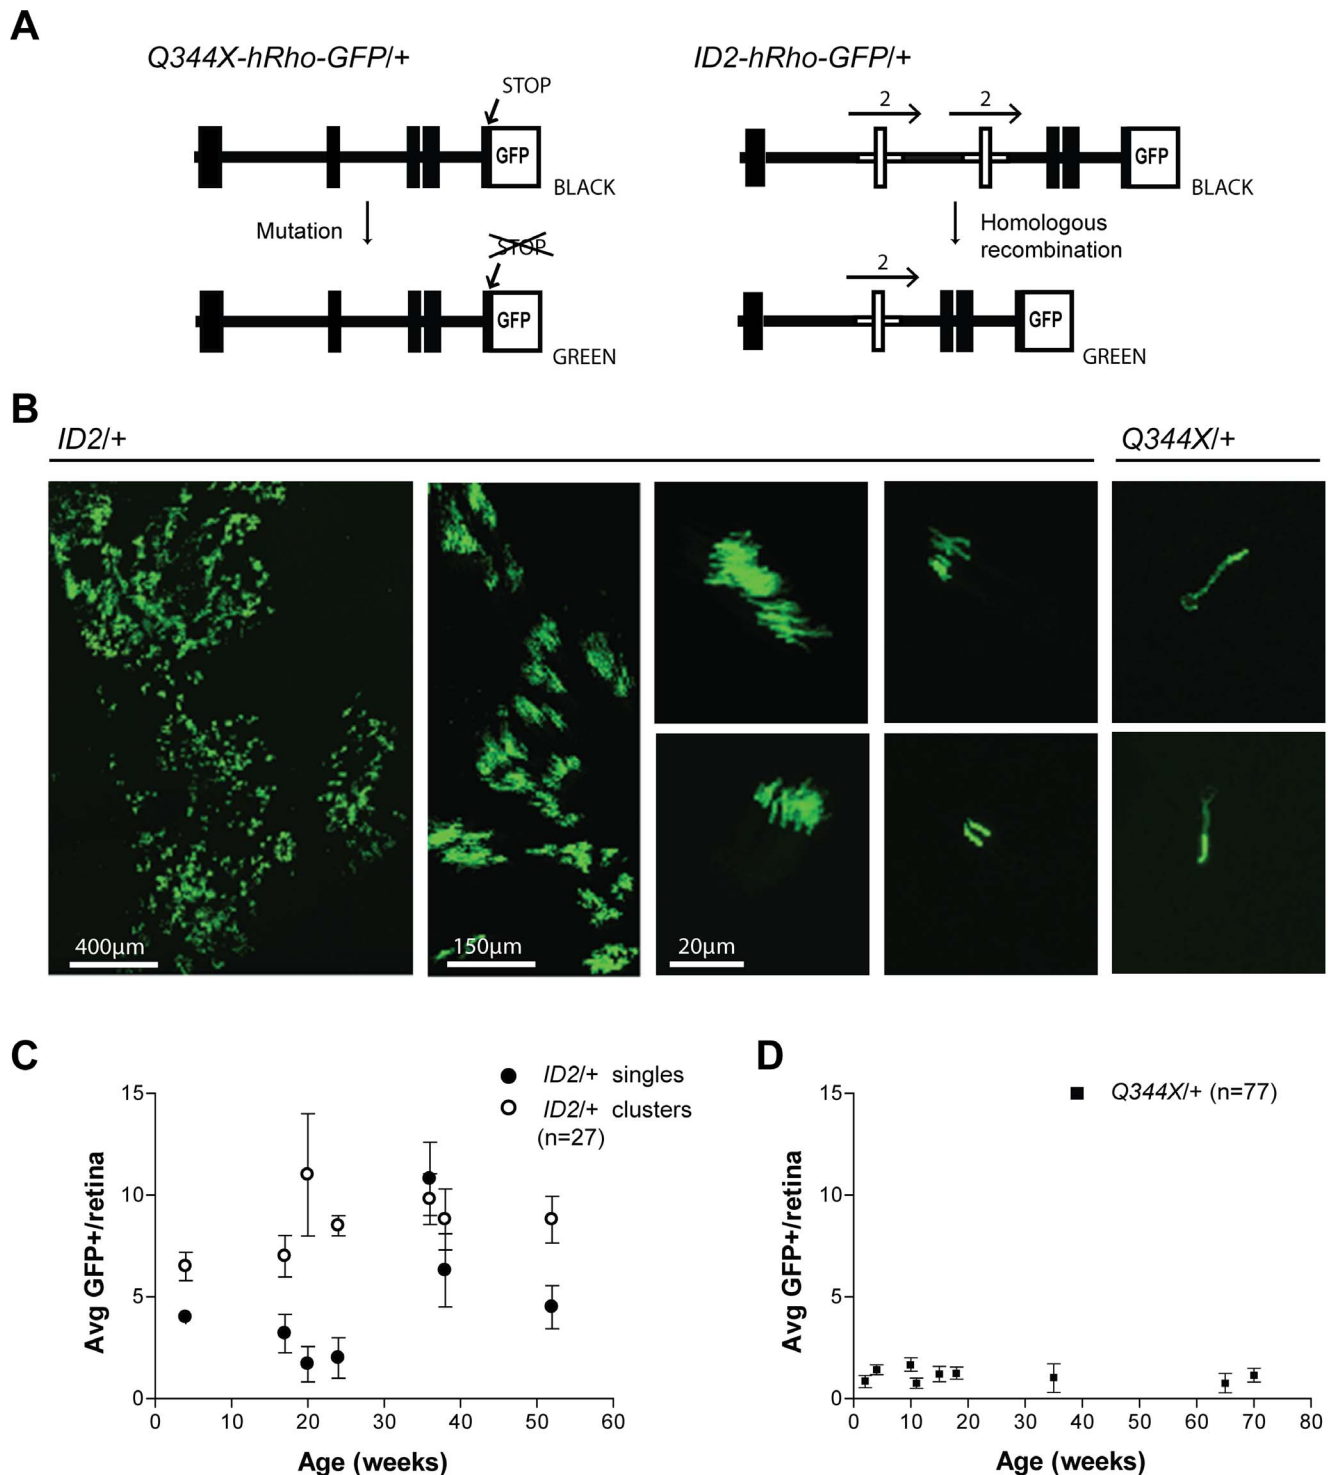 A
Q344X-hRho-GFP/+
STOP
GFP
BLACK
Mutation
STOP
GFP
GREEN
ID2-hRho-GFP/+
2 2
GFP
BLACK
Homologous
recombination
2
GFP
GREEN
B
ID2/+
Q344X/+
400µm
150µm
20µm
C
ID2/+ singles
ID2/+ clusters
(n=27)
15
10
5
0
Avg GFP+/retina
0 10 20 30 40 50 60
Age (weeks)
D
Q344X/+ (n=77)
15
10
5
0
Avg GFP+/retina
0 10 20 30 40 50 60 70 80
Age (weeks)